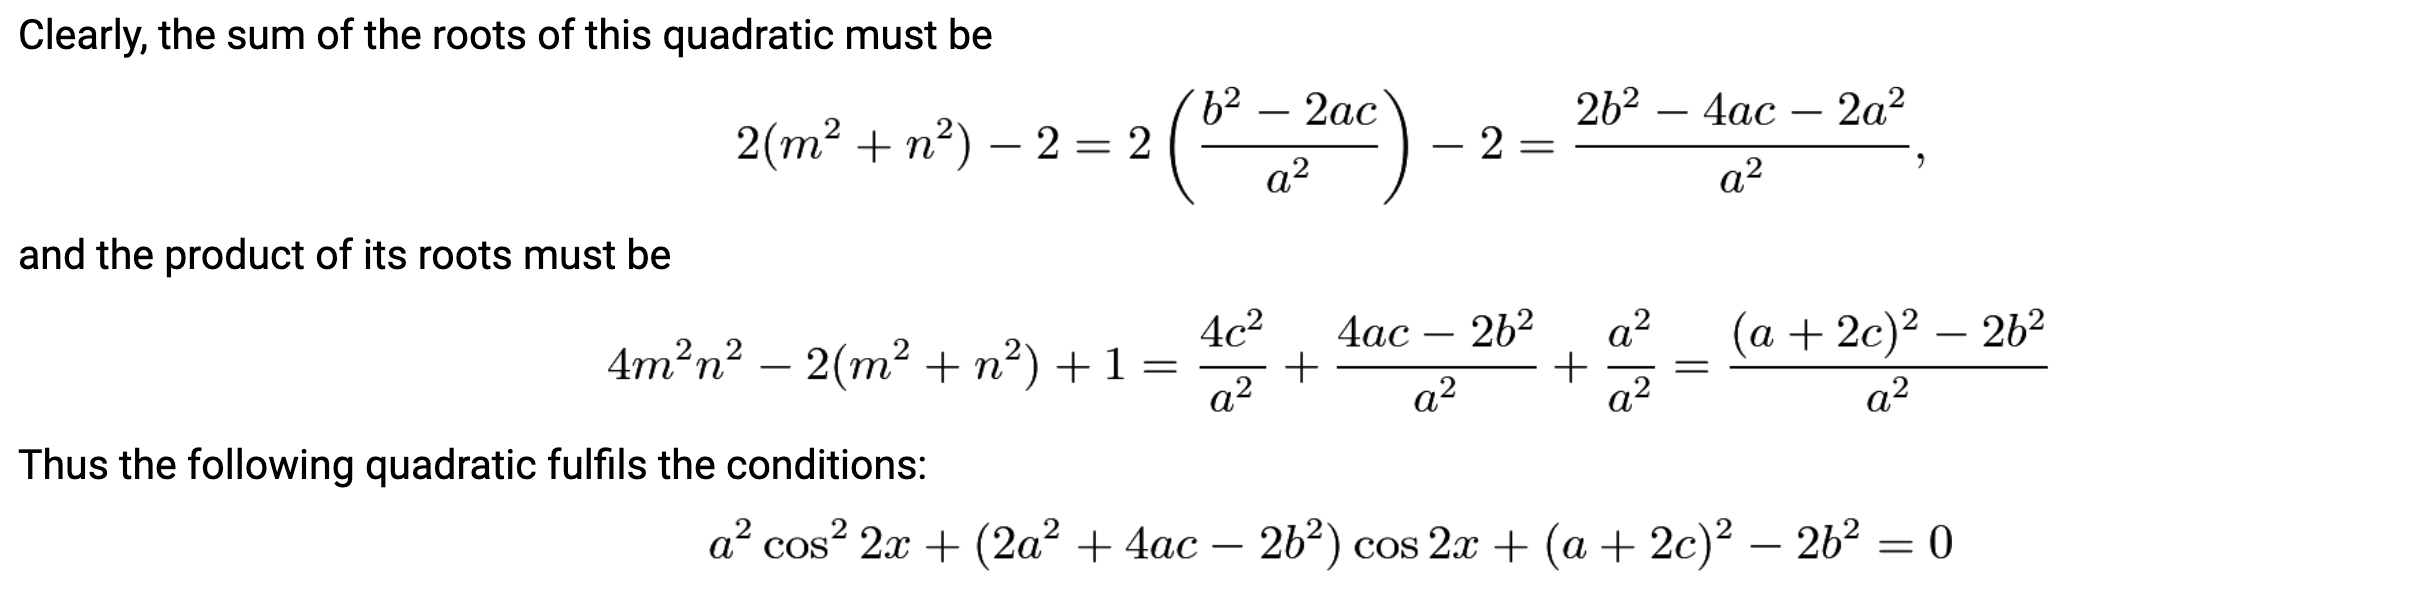 Clearly, the sum of the roots of this quadratic must be
$2(m^2 + n^2) - 2 = 2\left(\frac{b^2 - 2ac}{a^2}\right) - 2 = \frac{2b^2 - 4ac - 2a^2}{a^2},$
and the product of its roots must be
$4m^2n^2 - 2(m^2 + n^2) + 1 = \frac{4c^2}{a^2} + \frac{4ac - 2b^2}{a^2} + \frac{a^2}{a^2} = \frac{(a + 2c)^2 - 2b^2}{a^2}$
Thus the following quadratic fulfils the conditions:
$a^2 \cos^2 2x + (2a^2 + 4ac - 2b^2) \cos 2x + (a + 2c)^2 - 2b^2 = 0$